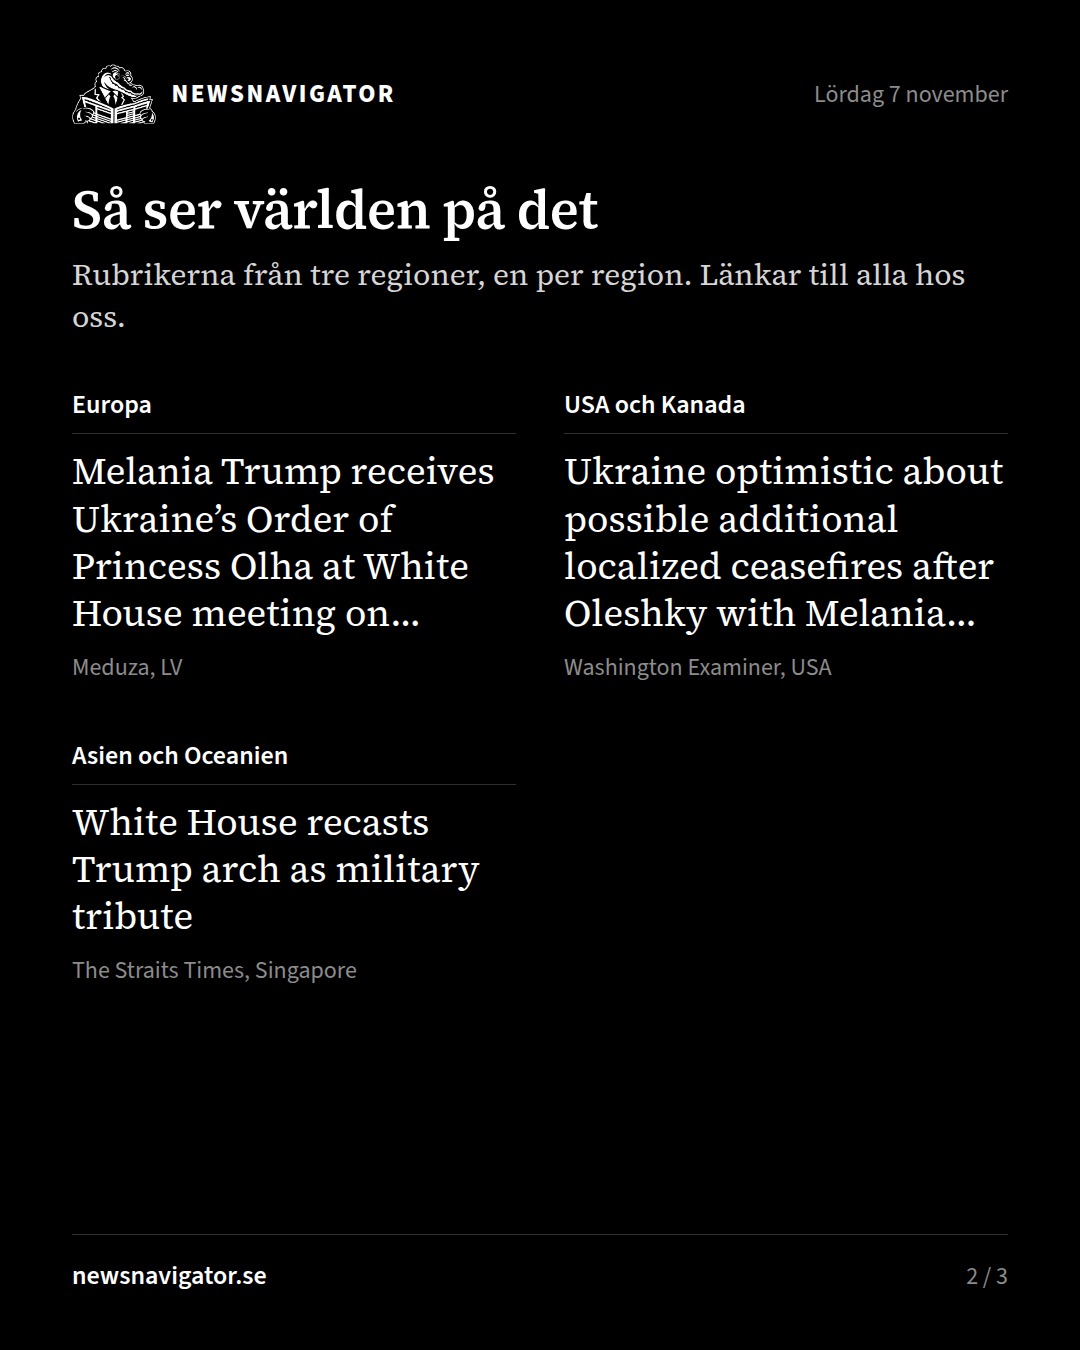 NEWSNAVIGATOR
Lördag 7 november
Så ser världen på det
Rubrikerna från tre regioner, en per region. Länkar till alla hos
oss.
Europa
Melania Trump receives
Ukraine’s Order of
Princess Olha at White
House meeting on...
Meduza, LV
USA och Kanada
Ukraine optimistic about
possible additional
localized ceasefires after
Oleshky with Melania...
Washington Examiner, USA
Asien och Oceanien
White House recasts
Trump arch as military
tribute
The Straits Times, Singapore
newsnavigator.se
2 / 3